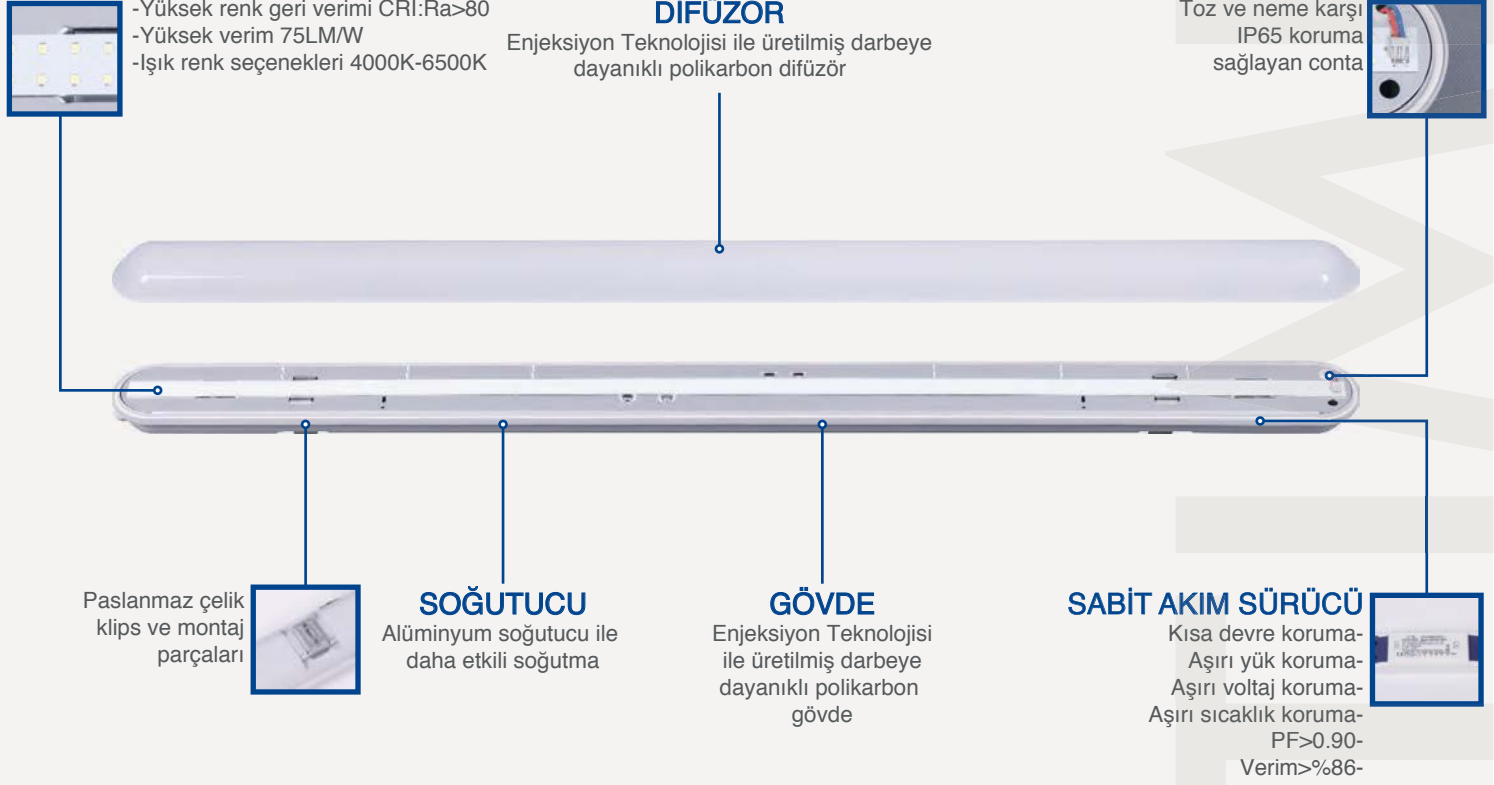 -Yüksek renk geri verimi CRI:Ra>80
-Yüksek verim 75LM/W
-Işık renk seçenekleri 4000K-6500K
DİFÜZÖR
Enjeksiyon Teknolojisi ile üretilmiş darbeye
dayanıklı polikarbon difüzör
Toz ve neme karşı
IP65 koruma
sağlayan conta
Paslanmaz çelik
klips ve montaj
parçaları
SOĞUTUCU
Alüminyum soğutucu ile
daha etkili soğutma
GÖVDE
Enjeksiyon Teknolojisi
ile üretilmiş darbeye
dayanıklı polikarbon
gövde
SABİT AKIM SÜRÜCÜ
Kısa devre koruma-
Aşırı yük koruma-
Aşırı voltaj koruma-
Aşırı sıcaklık koruma-
PF>0.90-
Verim>%86-